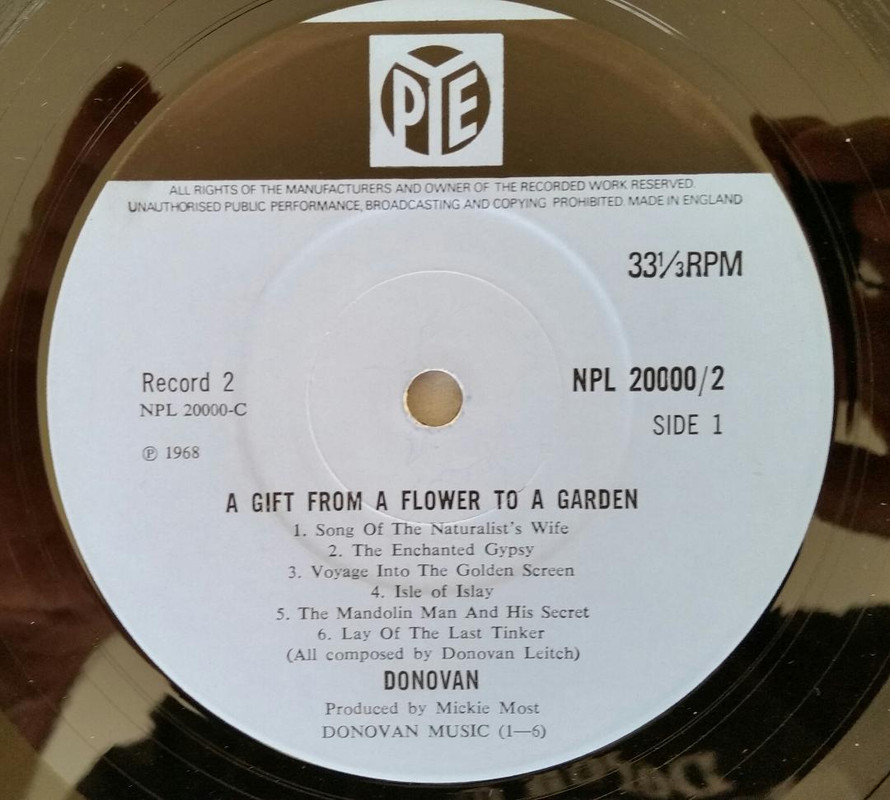 PYE
ALL RIGHTS OF THE MANUFACTURERS AND OWNER OF THE RECORDED WORK RESERVED.
UNAUTHORISED PUBLIC PERFORMANCE, BROADCASTING AND COPYING PROHIBITED. MADE IN ENGLAND
33⅓RPM
Record 2
NPL 20000/2
NPL 20000-C
SIDE 1
℗ 1968
A GIFT FROM A FLOWER TO A GARDEN
1. Song Of The Naturalist's Wife
2. The Enchanted Gypsy
3. Voyage Into The Golden Screen
4. Isle of Islay
5. The Mandolin Man And His Secret
6. Lay Of The Last Tinker
(All composed by Donovan Leitch)
DONOVAN
Produced by Mickie Most
DONOVAN MUSIC (1—6)